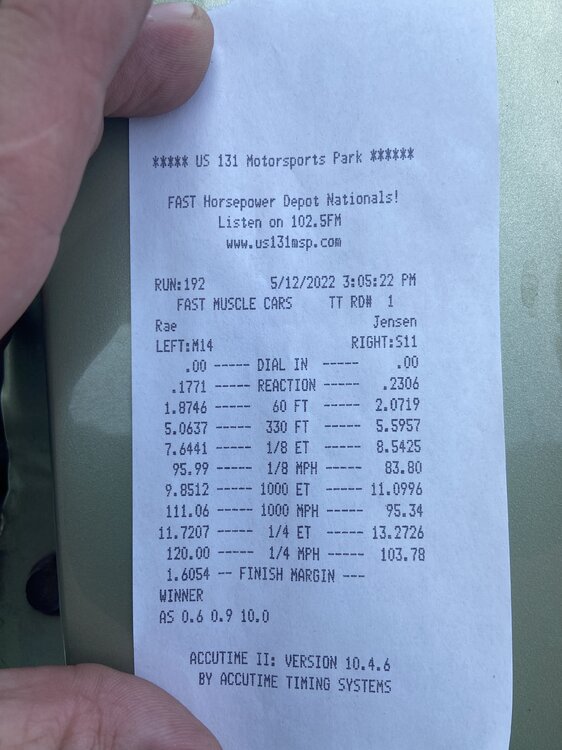 ***** US 131 Motorsports Park ******
FAST Horsepower Depot Nationals!
Listen on 102.5FM
www.us131msp.com
RUN:192 5/12/2022 3:05:22 PM
FAST MUSCLE CARS TT RD# 1
Rae Jensen
LEFT:M14 RIGHT:S11
.00 ----- DIAL IN ----- .00
.1771 ----- REACTION ----- .2306
1.8746 ----- 60 FT ----- 2.0719
5.0637 ----- 330 FT ----- 5.5957
7.6441 ----- 1/8 ET ----- 8.5425
95.99 ----- 1/8 MPH ----- 83.80
9.8512 ----- 1000 ET ----- 11.0996
111.06 ----- 1000 MPH ----- 95.34
11.7207 ----- 1/4 ET ----- 13.2726
120.00 ----- 1/4 MPH ----- 103.78
1.6054 -- FINISH MARGIN ---
WINNER
AS 0.6 0.9 10.0
ACCUTIME II: VERSION 10.4.6
BY ACCUTIME TIMING SYSTEMS